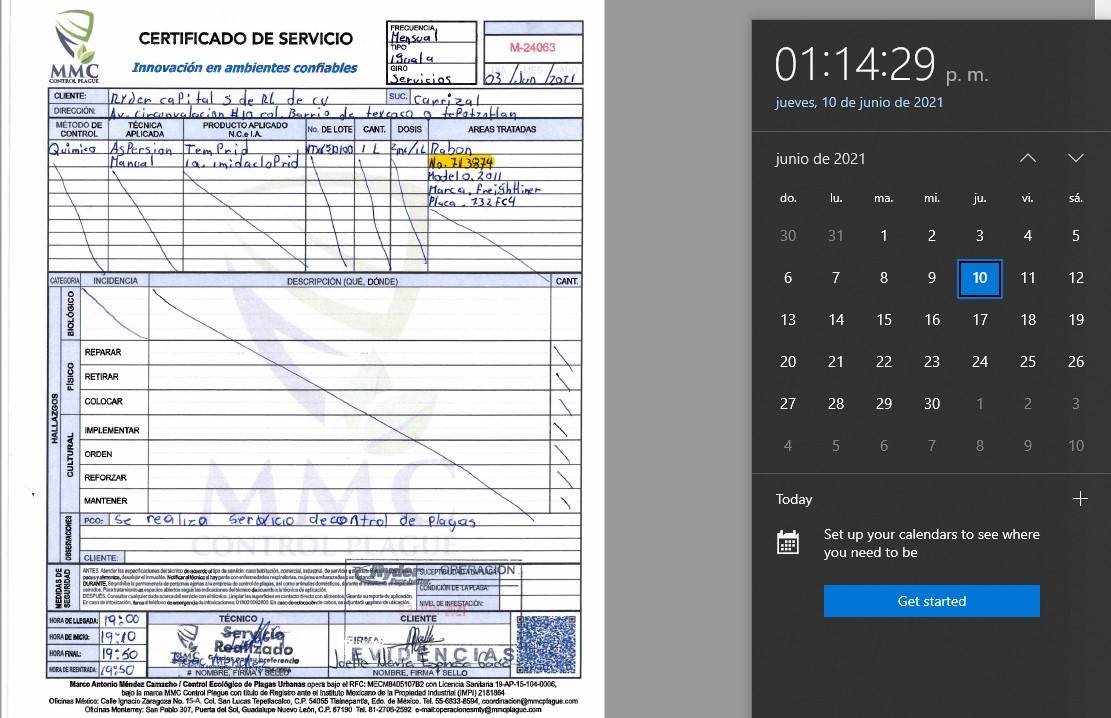 MMC
CONTROL PLAGUE
CERTIFICADO DE SERVICIO
Innovación en ambientes confiables
FRECUENCIA
Mensual
TIPO
Iguala
GIRO
Servicios
M-24063
03 / Jun / 2021
CLIENTE: Ryder capital S de RL de cv SUC. Carrizal
DIRECCIÓN: Av. circunvalacion #10 col. Barrio de texcaco tepotzotlan
MÉTODO DE CONTROL TÉCNICA APLICADA PRODUCTO APLICADO N.C e I.A. No. DE LOTE CANT. DOSIS AREAS TRATADAS
Quimico Aspersion TemPrid 1 L Rabon
Manual Ia. imidacloPrid No. 713874
Modelo. 2011
Marca. Freightliner
Placa. 732FC4
CATEGORIA INCIDENCIA DESCRIPCIÓN (QUÉ, DÓNDE) CANT.
HALLAZGOS
BIOLÓGICO
FÍSICO
REPARAR
RETIRAR
COLOCAR
CULTURAL
IMPLEMENTAR
ORDEN
REFORZAR
MANTENER
OBSERVACIONES
PCO: Se realiza servicio de control de plagas
CLIENTE:
MEDIDAS DE SEGURIDAD
Ryder OPERACION
CONDICIÓN DE LA PLAGA:
NIVEL DE INFESTACIÓN:
HORA DE LLEGADA: 19:00
HORA DE INICIO: 19:10
HORA FINAL: 19:50
HORA DE REENTRADA: 19:50
TÉCNICO
Servicio
Realizado
# NOMBRE, FIRMA Y SELLO
CLIENTE
FIRMA:
EVIDENCIAS
NOMBRE, FIRMA Y SELLO
Marco Antonio Méndez Camacho / Control Ecológico de Plagas Urbanas opera bajo el RFC: MECM8405107B2 con Licencia Sanitaria 19-AP-15-104-0006,
bajo la marca MMC Control Plague con título de Registro ante el Instituto Mexicano de la Propiedad Industrial (IMPI) 2181864
Oficinas México: Calle Ignacio Zaragoza No. 15-A. Col. San Lucas Tepetlacalco, C.P. 54055 Tlalnepantla, Edo. de México. Tel. 55-6833-8594, coordinacion@mmcplague.com
Oficinas Monterrey: San Pablo 307, Puerta del Sol, Guadalupe Nuevo León, C.P. 67190 Tel. 81-2706-2592 e-mail:operacionesmty@mmcplague.com
01:14:29 p. m.
jueves, 10 de junio de 2021
junio de 2021
do. lu. ma. mi. ju. vi. sá.
30 31 1 2 3 4 5
6 7 8 9 10 11 12
13 14 15 16 17 18 19
20 21 22 23 24 25 26
27 28 29 30 1 2 3
4 5 6 7 8 9 10
Today
Set up your calendars to see where
you need to be
Get started